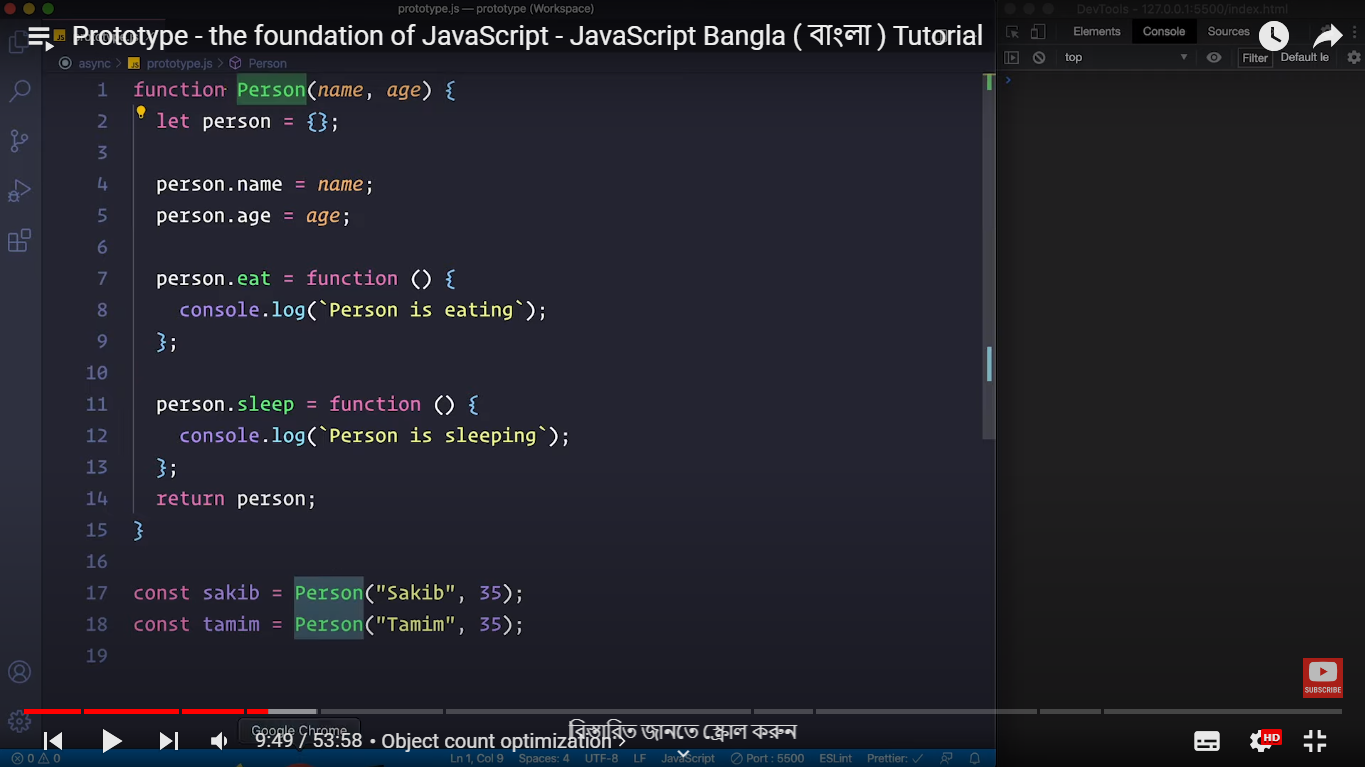 prototype.js — prototype (Workspace)
DevTools - 127.0.0.1:5500/index.html
Prototype - the foundation of JavaScript - JavaScript Bangla ( বাংলা ) Tutorial
Elements Console Sources
async > JS prototype.js > Person
top Filter Default le
1 function Person(name, age) {
2 let person = {};
3
4 person.name = name;
5 person.age = age;
6
7 person.eat = function () {
8 console.log(`Person is eating`);
9 };
10
11 person.sleep = function () {
12 console.log(`Person is sleeping`);
13 };
14 return person;
15 }
16
17 const sakib = Person("Sakib", 35);
18 const tamim = Person("Tamim", 35);
19
SUBSCRIBE
Google Chrome
বিস্তারিত জানতে স্ক্রোল করুন
9:49 / 53:58 • Object count optimization >
HD
0 0 Ln 1, Col 9 Spaces: 4 UTF-8 LF JavaScript Port : 5500 ESLint Prettier: ✓